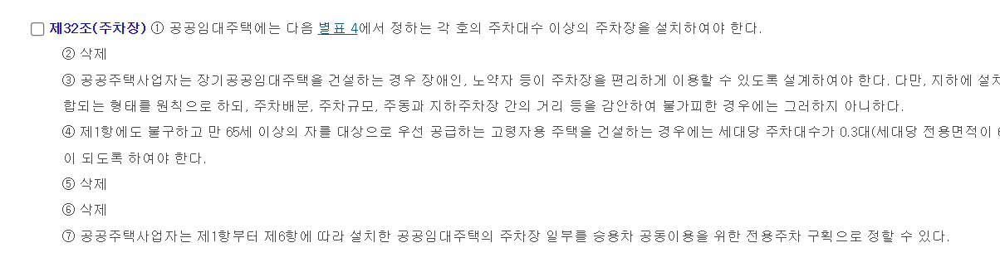 제32조(주차장) ① 공공임대주택에는 다음 별표 4에서 정하는 각 호의 주차대수 이상의 주차장을 설치하여야 한다.
② 삭제
③ 공공주택사업자는 장기공공임대주택을 건설하는 경우 장애인, 노약자 등이 주차장을 편리하게 이용할 수 있도록 설계하여야 한다. 다만, 지하에 설치
합되는 형태를 원칙으로 하되, 주차배분, 주차규모, 주동과 지하주차장 간의 거리 등을 감안하여 불가피한 경우에는 그러하지 아니하다.
④ 제1항에도 불구하고 만 65세 이상의 자를 대상으로 우선 공급하는 고령자용 주택을 건설하는 경우에는 세대당 주차대수가 0.3대(세대당 전용면적이
이 되도록 하여야 한다.
⑤ 삭제
⑥ 삭제
⑦ 공공주택사업자는 제1항부터 제6항에 따라 설치한 공공임대주택의 주차장 일부를 승용차 공동이용을 위한 전용주차 구획으로 정할 수 있다.